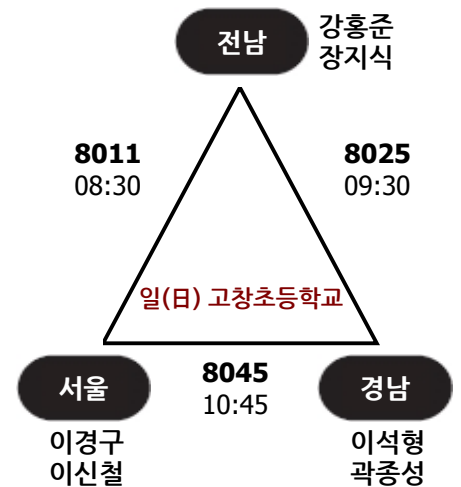 전남
강홍준
장지식
8011
08:30
8025
09:30
일(日) 고창초등학교
서울
8045
10:45
경남
이경구
이신철
이석형
곽종성